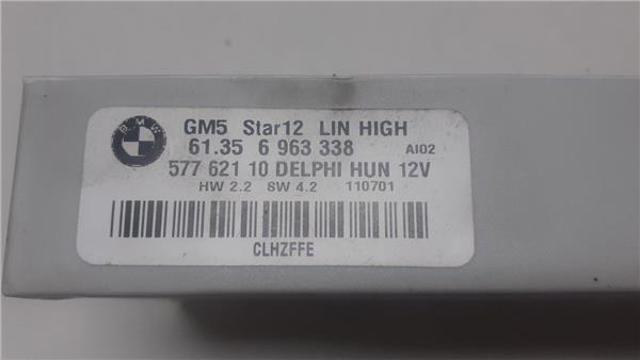 BMW
GM5 Star12 LIN HIGH
61.35 6 963 338 AI02
577 621 10 DELPHI HUN 12V
HW 2.2 SW 4.2 110701
CLHZFFE